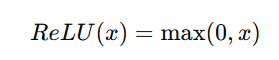 ReLU(x) = max(0, x)